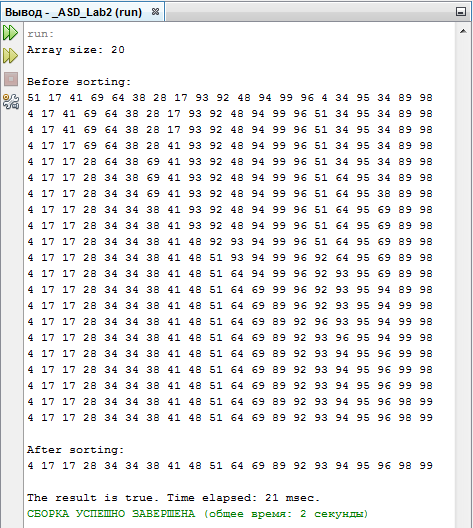 Вывод - _ASD_Lab2 (run)
run:
Array size: 20
Before sorting:
51 17 41 69 64 38 28 17 93 92 48 94 99 96 4 34 95 34 89 98
4 17 41 69 64 38 28 17 93 92 48 94 99 96 51 34 95 34 89 98
4 17 41 69 64 38 28 17 93 92 48 94 99 96 51 34 95 34 89 98
4 17 17 69 64 38 28 41 93 92 48 94 99 96 51 34 95 34 89 98
4 17 17 28 64 38 69 41 93 92 48 94 99 96 51 34 95 34 89 98
4 17 17 28 34 38 69 41 93 92 48 94 99 96 51 64 95 34 89 98
4 17 17 28 34 34 69 41 93 92 48 94 99 96 51 64 95 38 89 98
4 17 17 28 34 34 38 41 93 92 48 94 99 96 51 64 95 69 89 98
4 17 17 28 34 34 38 41 93 92 48 94 99 96 51 64 95 69 89 98
4 17 17 28 34 34 38 41 48 92 93 94 99 96 51 64 95 69 89 98
4 17 17 28 34 34 38 41 48 51 93 94 99 96 92 64 95 69 89 98
4 17 17 28 34 34 38 41 48 51 64 94 99 96 92 93 95 69 89 98
4 17 17 28 34 34 38 41 48 51 64 69 99 96 92 93 95 94 89 98
4 17 17 28 34 34 38 41 48 51 64 69 89 96 92 93 95 94 99 98
4 17 17 28 34 34 38 41 48 51 64 69 89 92 96 93 95 94 99 98
4 17 17 28 34 34 38 41 48 51 64 69 89 92 93 96 95 94 99 98
4 17 17 28 34 34 38 41 48 51 64 69 89 92 93 94 95 96 99 98
4 17 17 28 34 34 38 41 48 51 64 69 89 92 93 94 95 96 99 98
4 17 17 28 34 34 38 41 48 51 64 69 89 92 93 94 95 96 99 98
4 17 17 28 34 34 38 41 48 51 64 69 89 92 93 94 95 96 98 99
4 17 17 28 34 34 38 41 48 51 64 69 89 92 93 94 95 96 98 99
After sorting:
4 17 17 28 34 34 38 41 48 51 64 69 89 92 93 94 95 96 98 99
The result is true. Time elapsed: 21 msec.
СБОРКА УСПЕШНО ЗАВЕРШЕНА (общее время: 2 секунды)